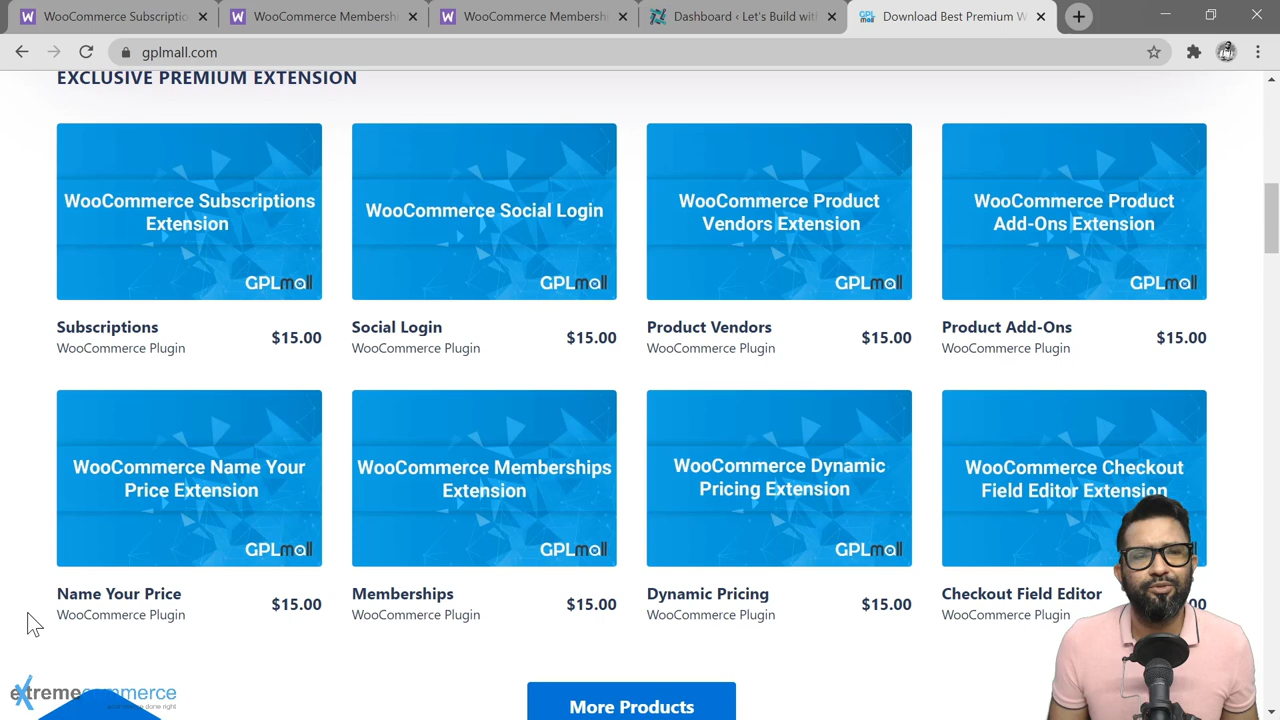 WooCommerce Subscriptio
WooCommerce Membersh
WooCommerce Membersh
Dashboard ‹ Let's Build with
Download Best Premium W
gplmall.com
EXCLUSIVE PREMIUM EXTENSION
WooCommerce Subscriptions
Extension
GPLmall
WooCommerce Social Login
GPLmall
WooCommerce Product
Vendors Extension
GPLmall
WooCommerce Product
Add-Ons Extension
GPLmall
Subscriptions
WooCommerce Plugin
$15.00
Social Login
WooCommerce Plugin
$15.00
Product Vendors
WooCommerce Plugin
$15.00
Product Add-Ons
WooCommerce Plugin
$15.00
WooCommerce Name Your
Price Extension
GPLmall
WooCommerce Memberships
Extension
GPLmall
WooCommerce Dynamic
Pricing Extension
GPLmall
WooCommerce Checkout
Field Editor Extension
Name Your Price
WooCommerce Plugin
$15.00
Memberships
WooCommerce Plugin
$15.00
Dynamic Pricing
WooCommerce Plugin
$15.00
Checkout Field Editor
WooCommerce Plugin
extremecommerce
More Products